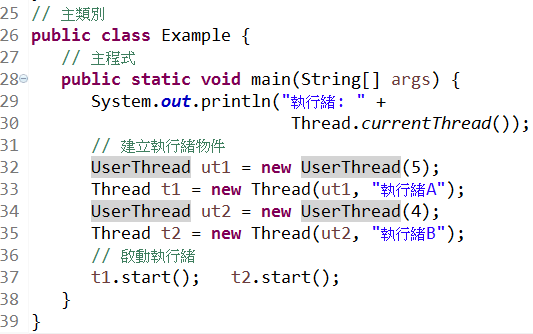 25 // 主類別
26 public class Example {
27 // 主程式
28 public static void main(String[] args) {
29 System.out.println("執行緒: " +
30 Thread.currentThread());
31 // 建立執行緒物件
32 UserThread ut1 = new UserThread(5);
33 Thread t1 = new Thread(ut1, "執行緒A");
34 UserThread ut2 = new UserThread(4);
35 Thread t2 = new Thread(ut2, "執行緒B");
36 // 啟動執行緒
37 t1.start(); t2.start();
38 }
39 }